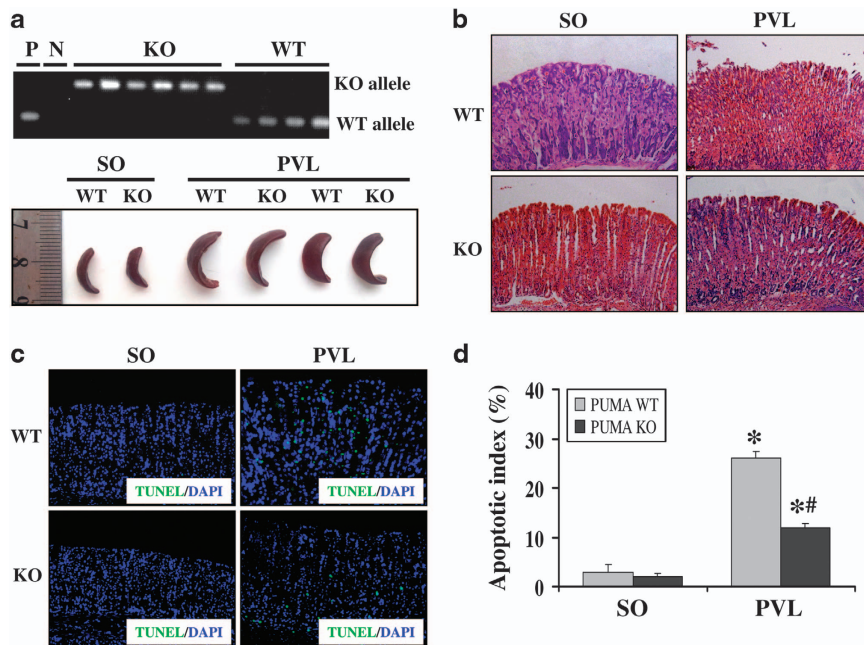 a
P N KO WT
KO allele
WT allele
SO PVL
WT KO WT KO WT KO
7
8
9
b
SO PVL
WT
KO
c
SO PVL
WT
TUNEL/DAPI TUNEL/DAPI
KO
TUNEL/DAPI TUNEL/DAPI
d
Apoptotic index (%)
40
30
20
10
0
PUMA WT
PUMA KO
*
*#
SO PVL